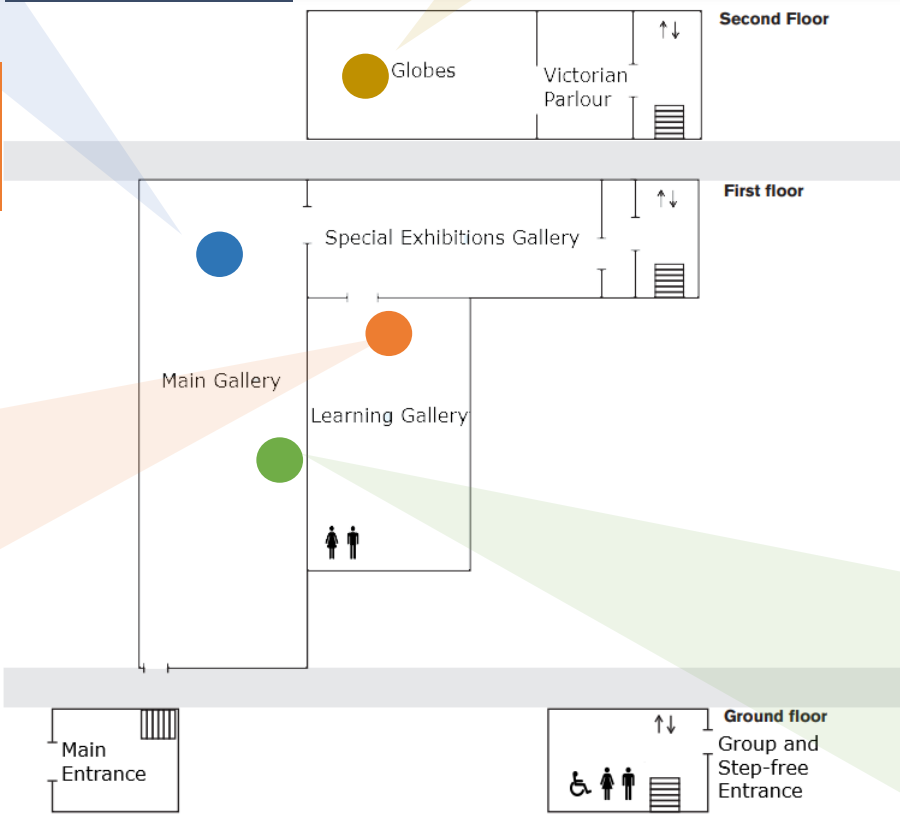 Second Floor
Globes
Victorian
Parlour
First floor
Special Exhibitions Gallery
Main Gallery
Learning Gallery
Ground floor
Main
Entrance
Group and
Step-free
Entrance